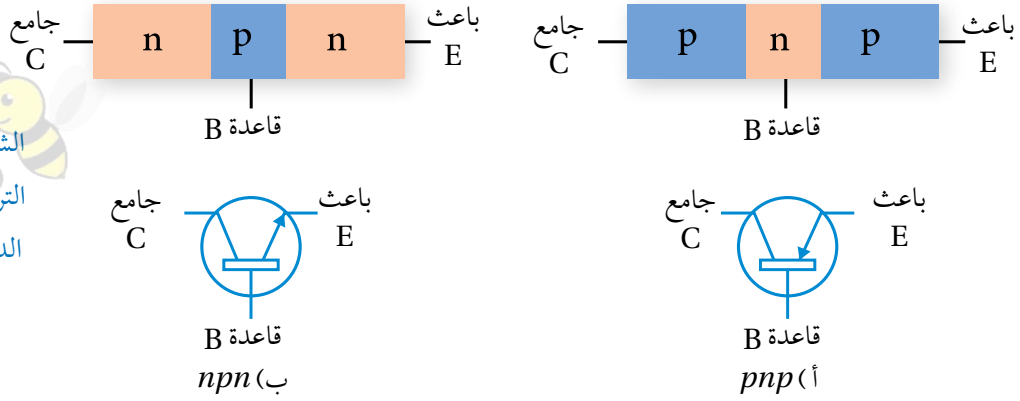 باعث
E
p
n
p
جامع
C
قاعدة B
باعث
E
n
p
n
جامع
C
قاعدة B
باعث
E
جامع
C
قاعدة B
أ) pnp
باعث
E
جامع
C
قاعدة B
ب) npn